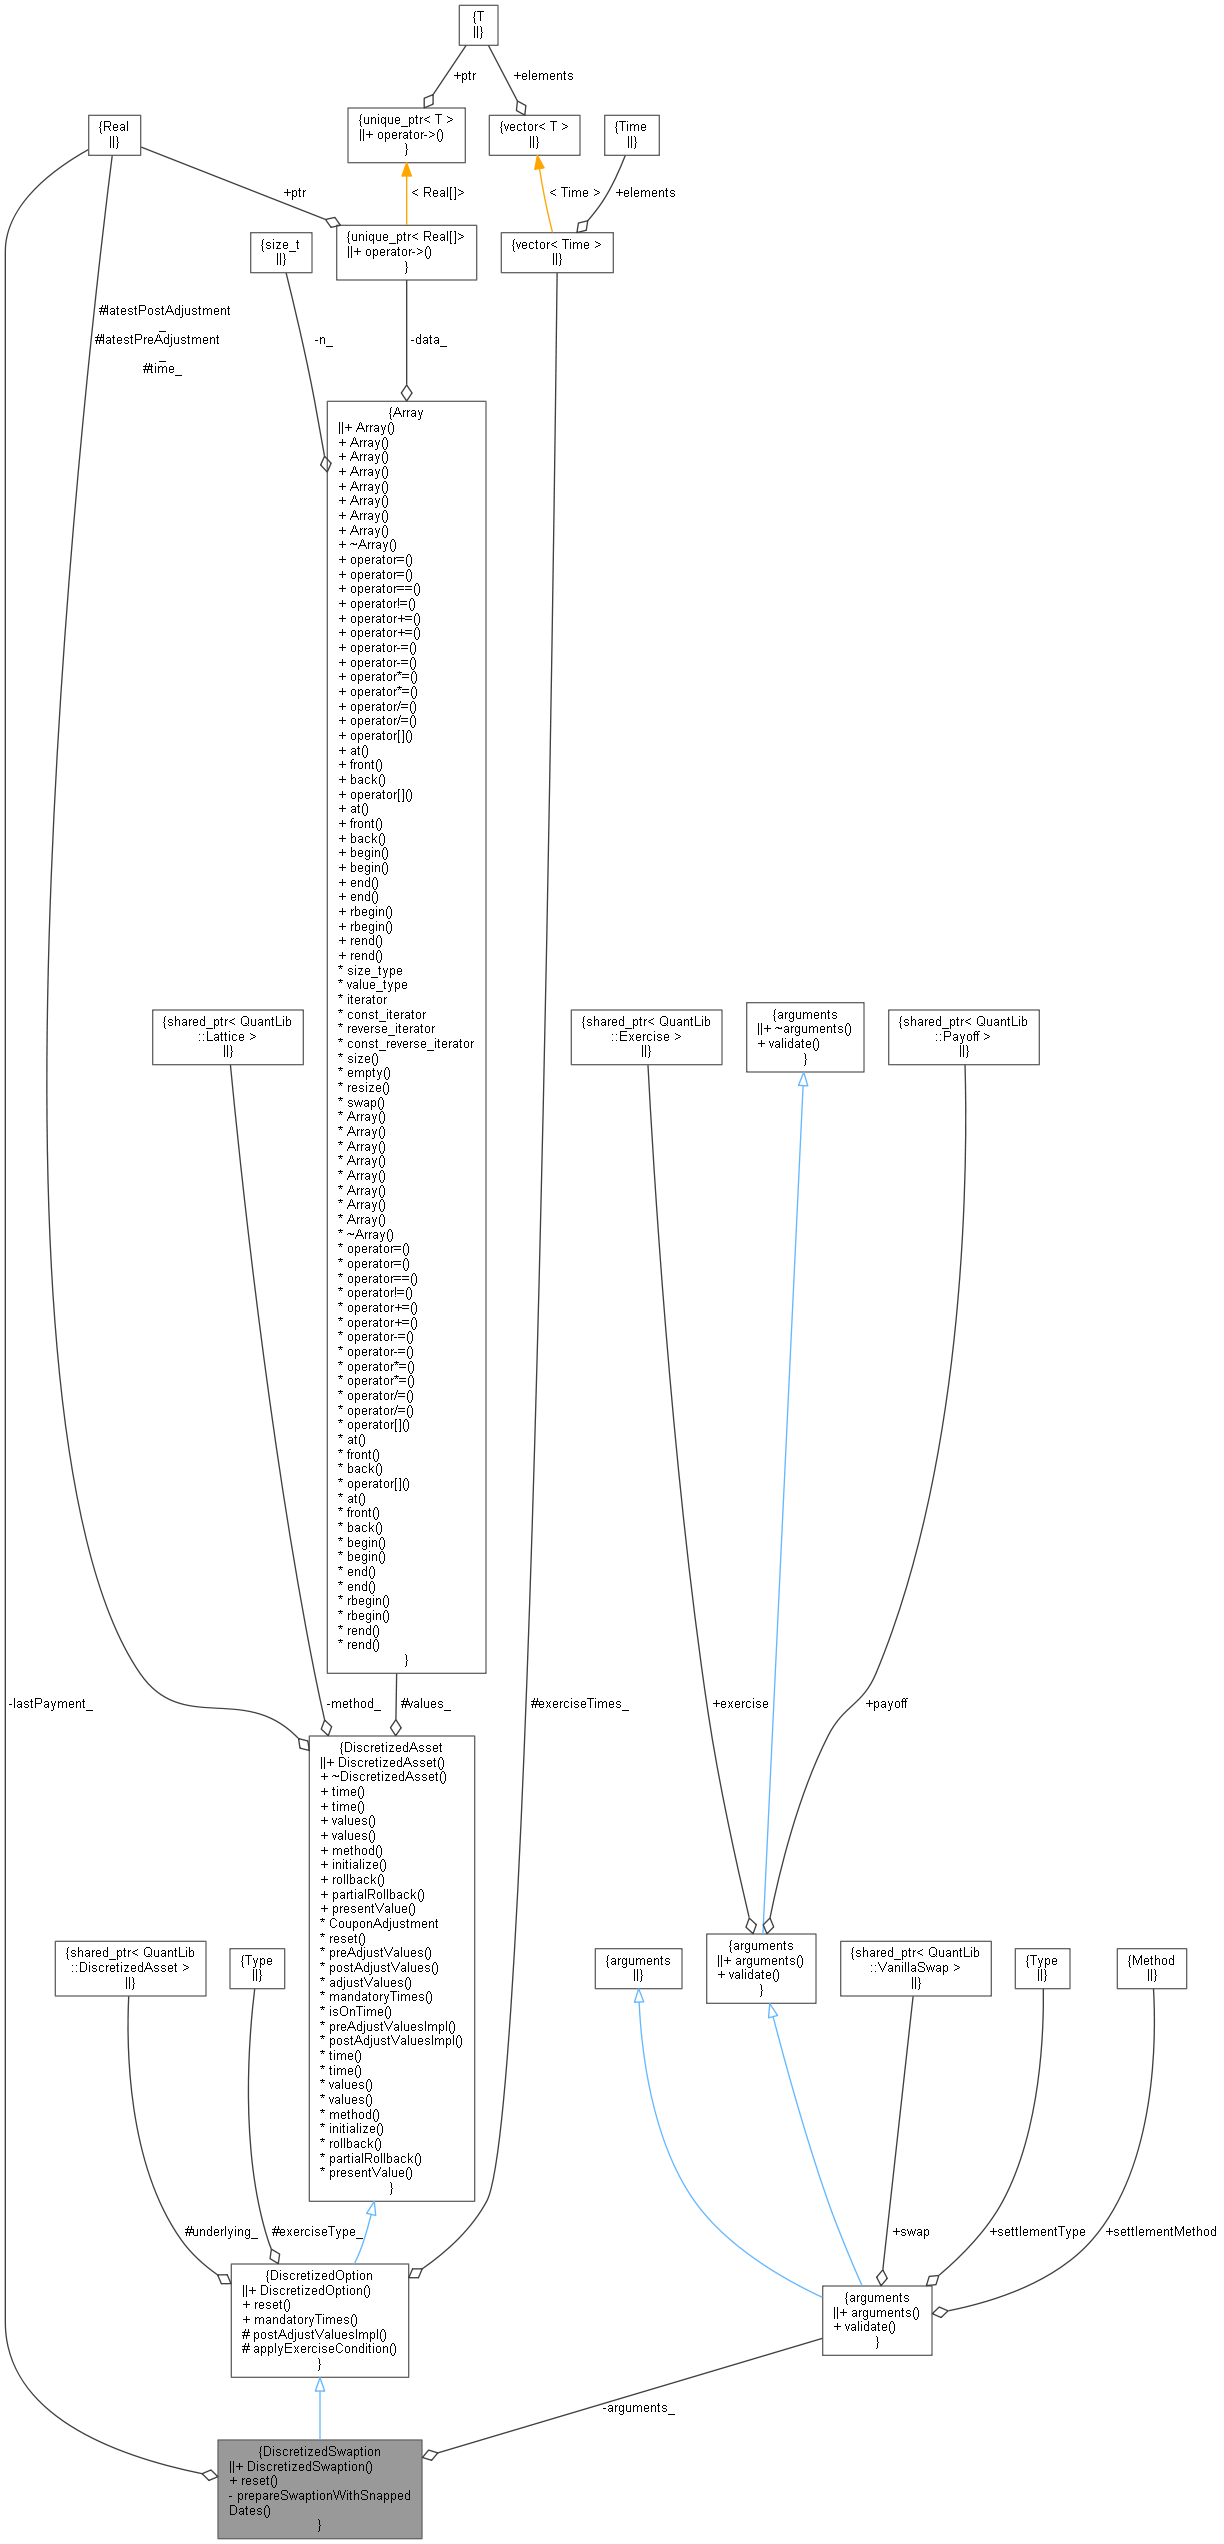 {T
||}
+ptr
+elements
{Real
||}
{unique_ptr< T >
||+ operator->()
}
{vector< T >
||}
{Time
||}
+ptr
< Real[]>
< Time >
+elements
{size_t
||}
{unique_ptr< Real[]>
||+ operator->()
}
{vector< Time >
||}
#latestPostAdjustment
_
#latestPreAdjustment
_
#time_
-n_
-data_
{Array
||+ Array()
+ Array()
+ Array()
+ Array()
+ Array()
+ Array()
+ Array()
+ Array()
+ ~Array()
+ operator=()
+ operator=()
+ operator==()
+ operator!=()
+ operator+=()
+ operator+=()
+ operator-=()
+ operator-=()
+ operator*=()
+ operator*=()
+ operator/=()
+ operator/=()
+ operator[]()
+ at()
+ front()
+ back()
+ operator[]()
+ at()
+ front()
+ back()
+ begin()
+ begin()
+ end()
+ end()
+ rbegin()
+ rbegin()
+ rend()
+ rend()
* size_type
* value_type
* iterator
* const_iterator
* reverse_iterator
* const_reverse_iterator
* size()
* empty()
* resize()
* swap()
* Array()
* Array()
* Array()
* Array()
* Array()
* Array()
* Array()
* Array()
* ~Array()
* operator=()
* operator=()
* operator==()
* operator!=()
* operator+=()
* operator+=()
* operator-=()
* operator-=()
* operator*=()
* operator*=()
* operator/=()
* operator/=()
* operator[]()
* at()
* front()
* back()
* operator[]()
* at()
* front()
* back()
* begin()
* begin()
* end()
* end()
* rbegin()
* rbegin()
* rend()
* rend()
}
{shared_ptr< QuantLib
::Lattice >
||}
{shared_ptr< QuantLib
::Exercise >
||}
{arguments
||+ ~arguments()
+ validate()
}
{shared_ptr< QuantLib
::Payoff >
||}
-lastPayment_
-method_
#values_
#exerciseTimes_
+exercise
+payoff
{DiscretizedAsset
||+ DiscretizedAsset()
+ ~DiscretizedAsset()
+ time()
+ time()
+ values()
+ values()
+ method()
+ initialize()
+ rollback()
+ partialRollback()
+ presentValue()
* CouponAdjustment
* reset()
* preAdjustValues()
* postAdjustValues()
* adjustValues()
* mandatoryTimes()
* isOnTime()
* preAdjustValuesImpl()
* postAdjustValuesImpl()
* time()
* time()
* values()
* values()
* method()
* initialize()
* rollback()
* partialRollback()
* presentValue()
}
{shared_ptr< QuantLib
::DiscretizedAsset >
||}
{Type
||}
{arguments
||}
{arguments
||+ arguments()
+ validate()
}
{shared_ptr< QuantLib
::VanillaSwap >
||}
{Type
||}
{Method
||}
#underlying_
#exerciseType_
+swap
+settlementType
+settlementMethod
{DiscretizedOption
||+ DiscretizedOption()
+ reset()
+ mandatoryTimes()
# postAdjustValuesImpl()
# applyExerciseCondition()
}
{arguments
||+ arguments()
+ validate()
}
-arguments_
{DiscretizedSwaption
||+ DiscretizedSwaption()
+ reset()
- prepareSwaptionWithSnapped
Dates()
}